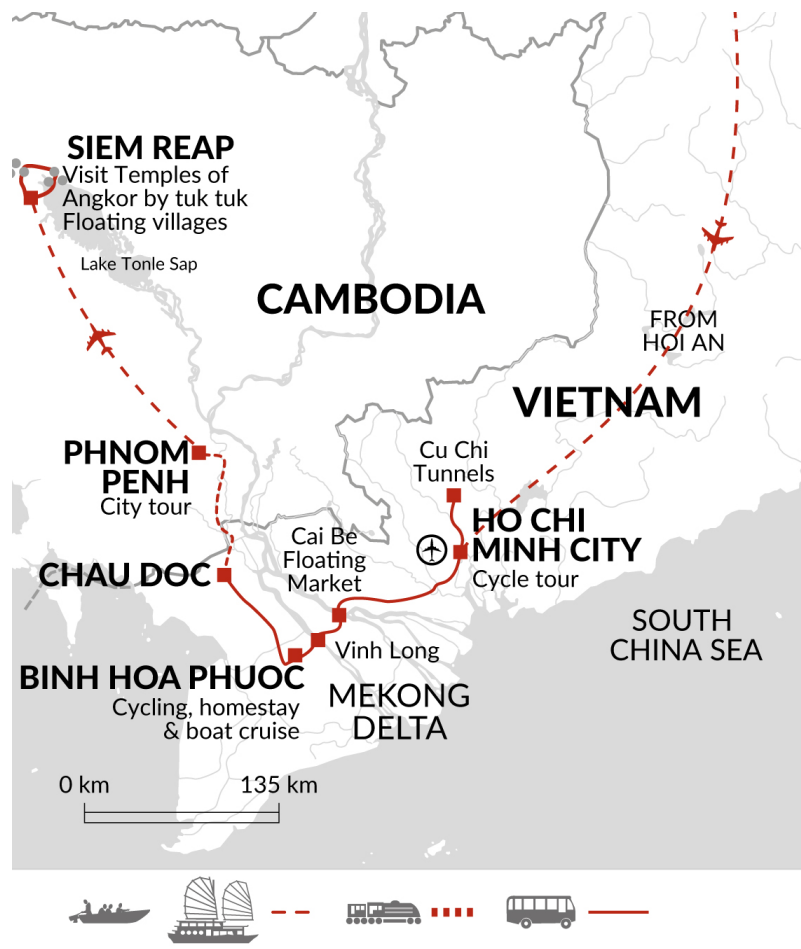 SIEM REAP
Visit Temples of
Angkor by tuk tuk
Floating villages
Lake Tonle Sap
CAMBODIA
FROM
HOI AN
VIETNAM
PHNOM
PENH
City tour
Cu Chi
Tunnels
HO CHI
MINH CITY
Cycle tour
Cai Be
Floating
Market
CHAU DOC
SOUTH
CHINA SEA
Vinh Long
BINH HOA PHUOC
Cycling, homestay
& boat cruise
MEKONG
DELTA
0 km
135 km